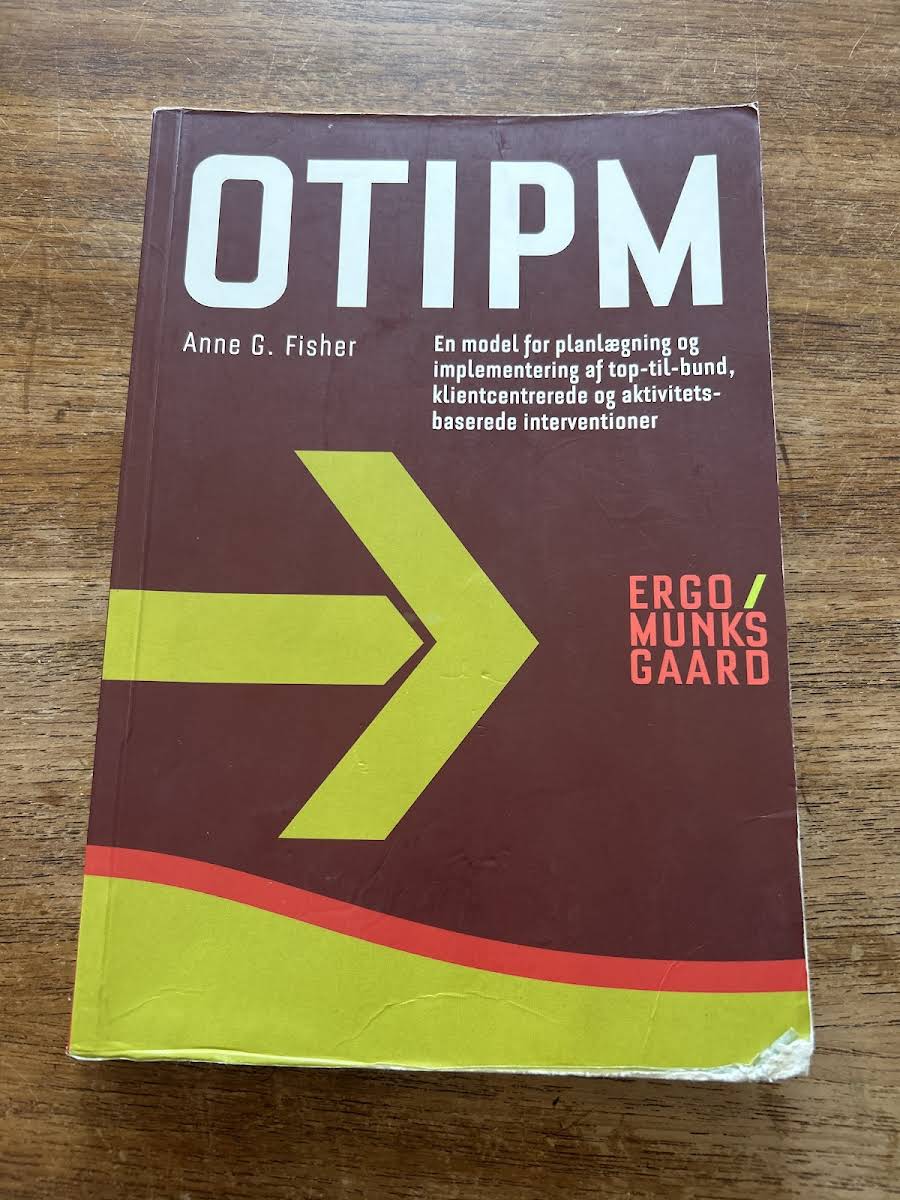 OTIPM
Anne G. Fisher
En model for planlægning og
implementering af top-til-bund,
klientcentrerede og aktivitets-
baserede interventioner
ERGO/
MUNKS
GAARD